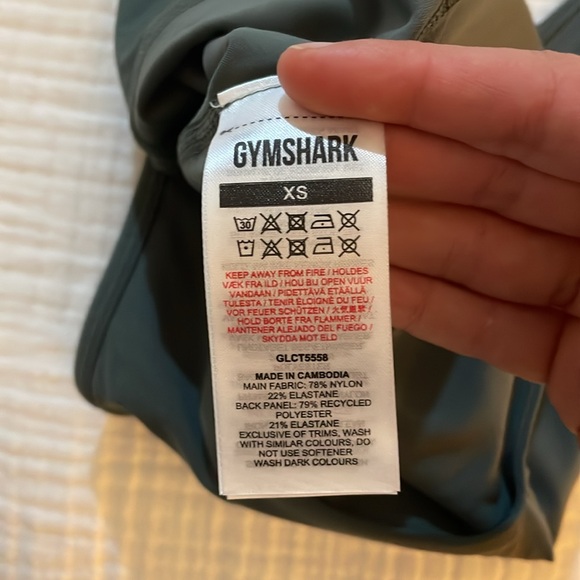 GYMSHARK
XS
30
KEEP AWAY FROM FIRE / HOLDES
VÆK FRA ILD / HOU BIJ OPEN VUUR
VANDAAN / PIDETTÄVÄ ETÄÄLLÄ
TULESTA / TENIR ÉLOIGNÉ DU FEU /
VOR FEUER SCHÜTZEN / 火気厳禁 /
HOLD BORTE FRA FLAMMER /
MANTENER ALEJADO DEL FUEGO /
SKYDDA MOT ELD
GLCT5558
MADE IN CAMBODIA
MAIN FABRIC: 78% NYLON
22% ELASTANE
BACK PANEL: 79% RECYCLED
POLYESTER
21% ELASTANE
EXCLUSIVE OF TRIMS, WASH
WITH SIMILAR COLOURS, DO
NOT USE SOFTENER
WASH DARK COLOURS